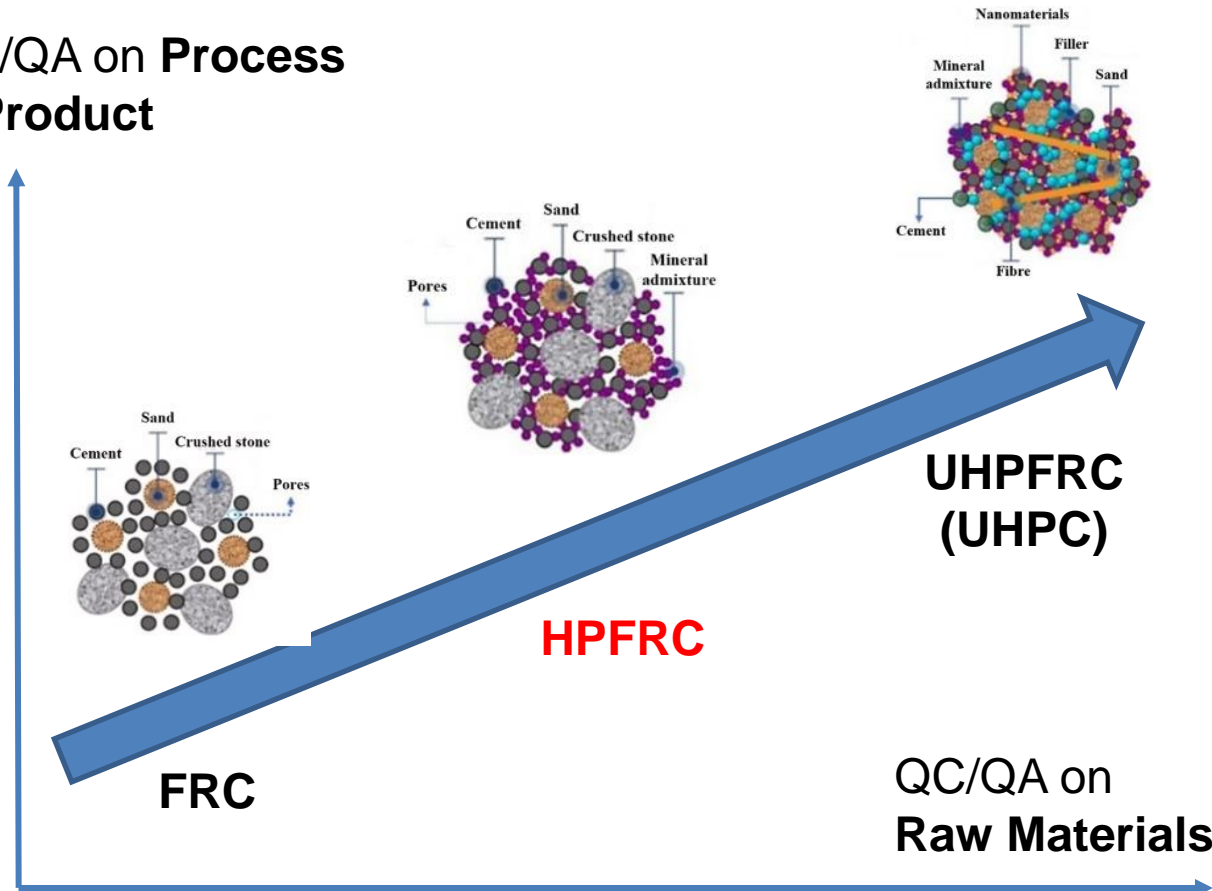 /QA on Process
Product
Nanomaterials
Filler
Mineral
admixture
Sand
Cement
Fibre
Sand
Cement
Crushed stone
Mineral
admixture
Pores
Sand
Cement
Crushed stone
Pores
UHPFRC
(UHPC)
HPFRC
FRC
QC/QA on
Raw Materials